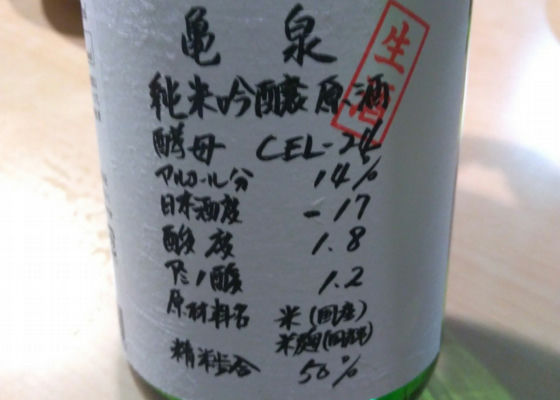 亀泉
生酒
純米吟醸原酒
酵母 CEL-24
アルコール分 14%
日本酒度 -17
酸度 1.8
アミノ酸 1.2
原材料名 米(国産)
米麹(国産米)
精米歩合 50%